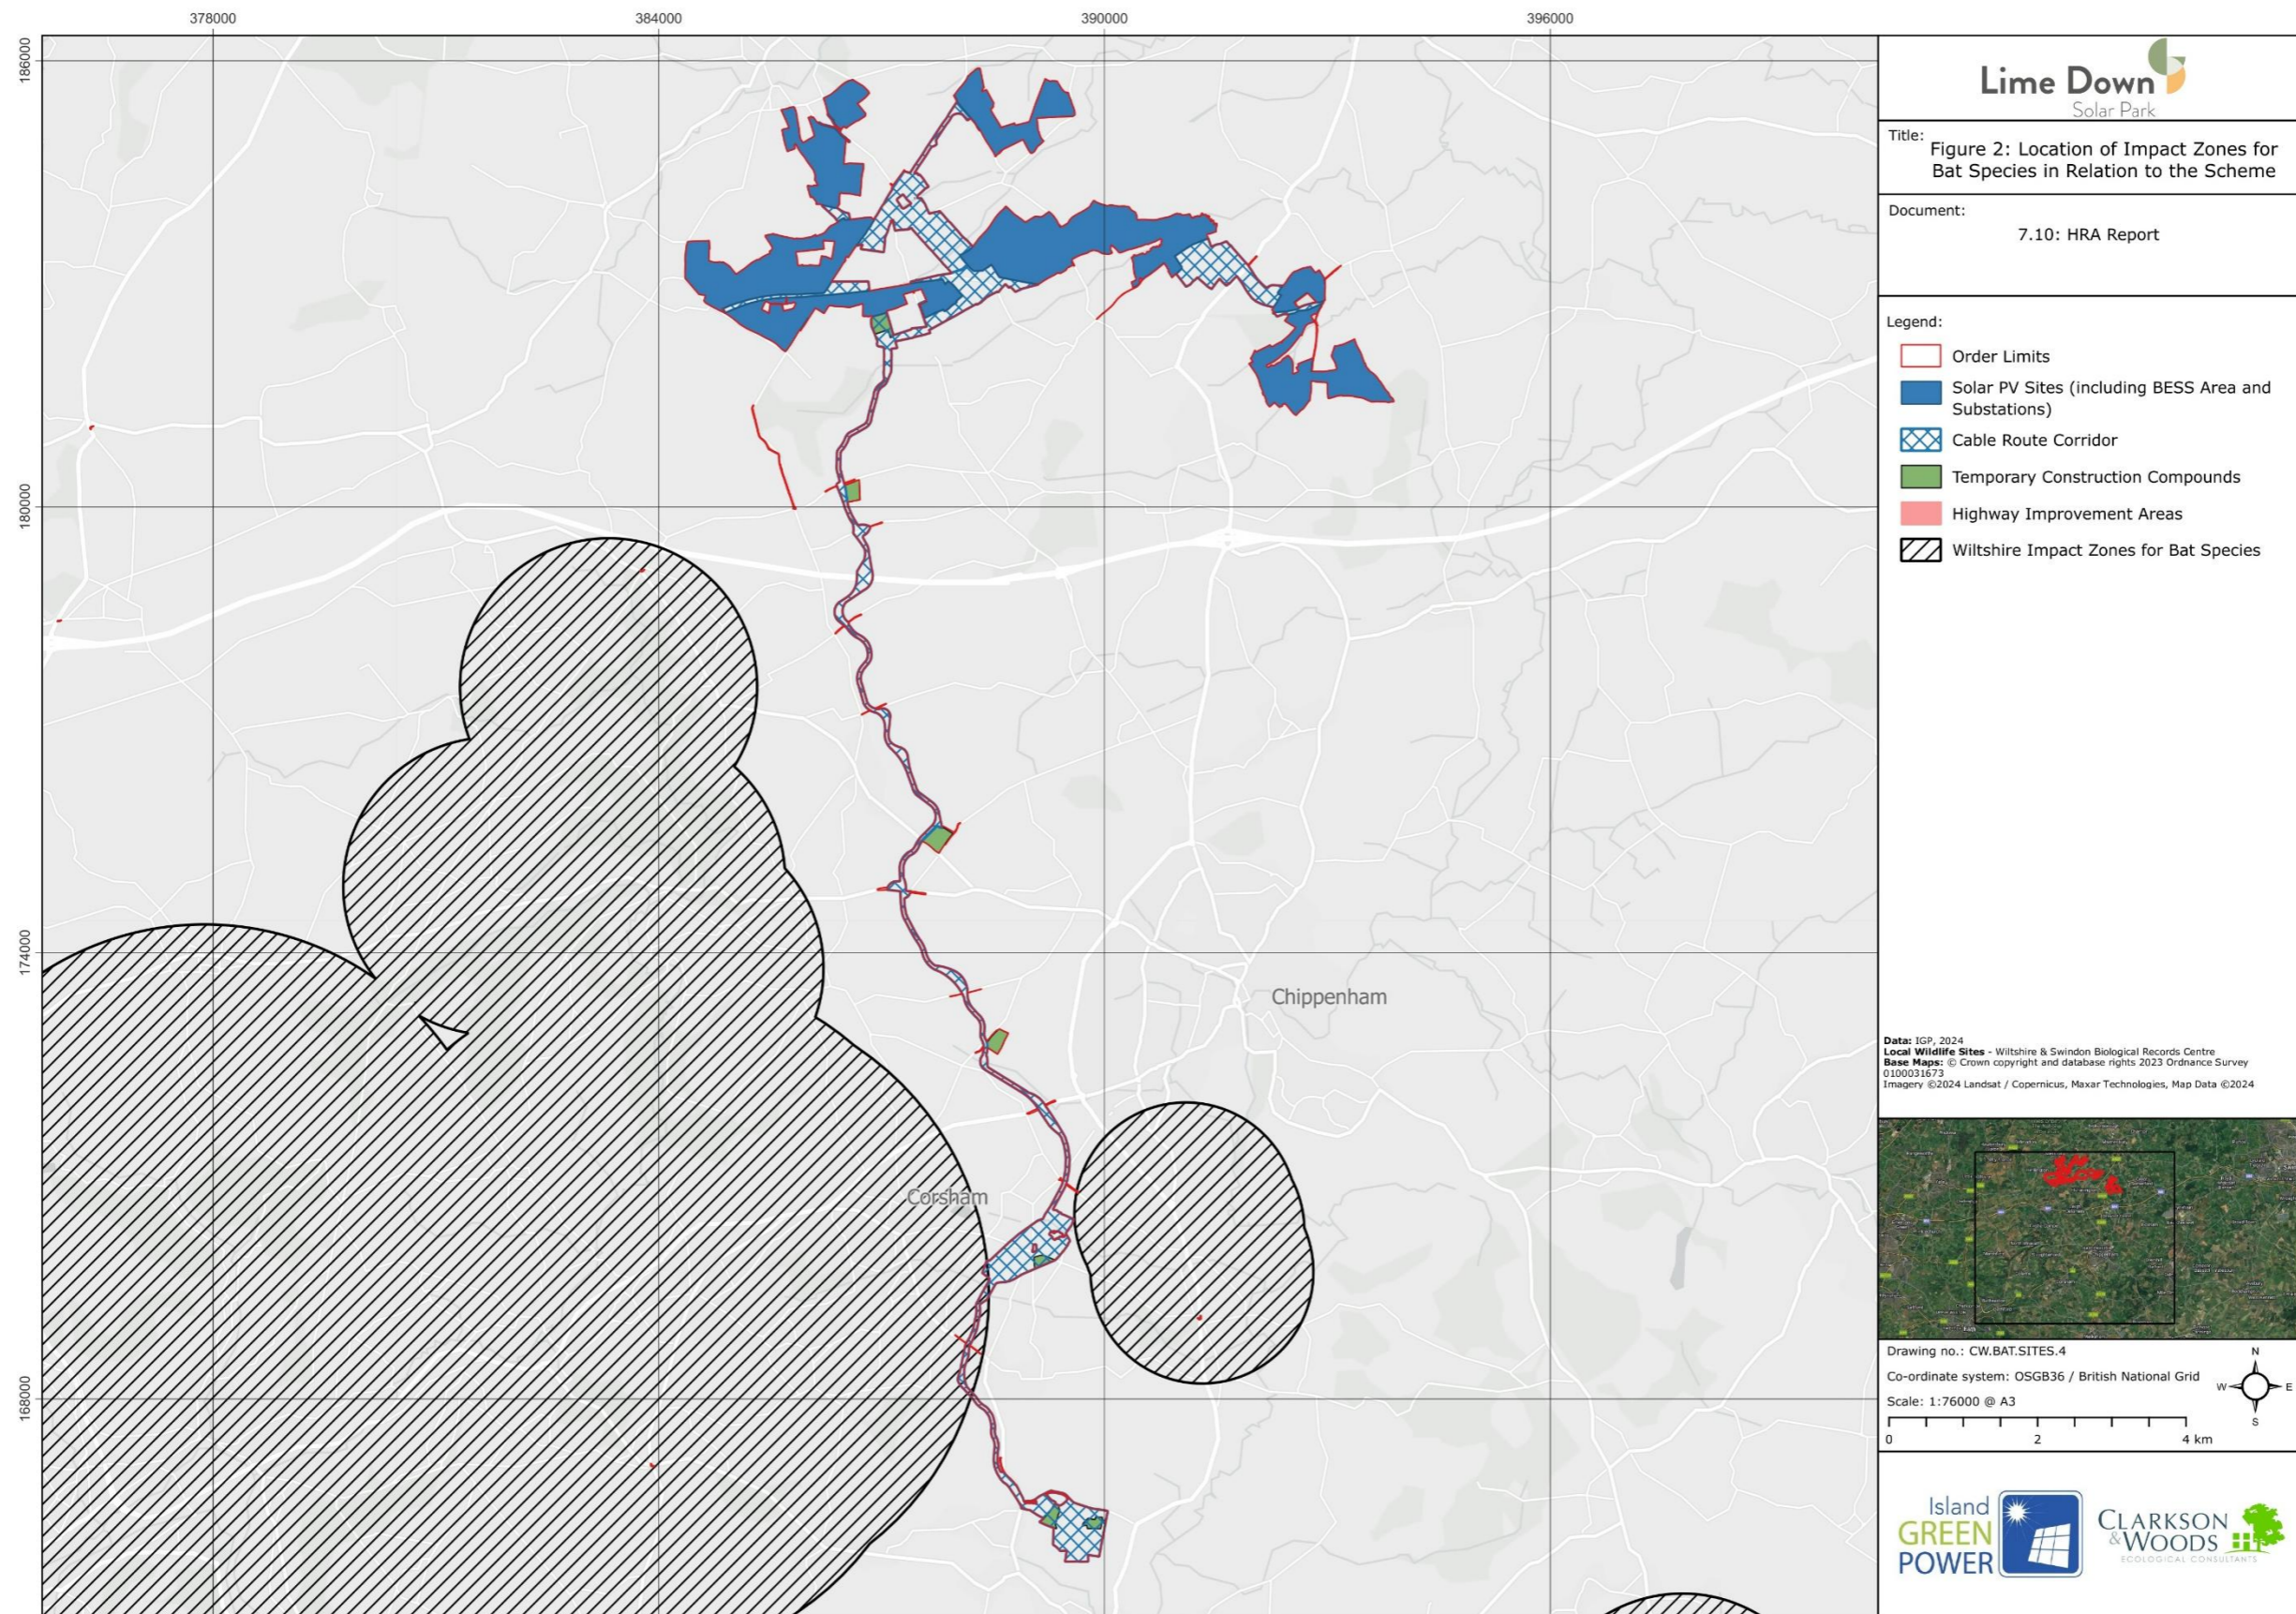 378000
384000
390000
396000
186000
180000
174000
168000
Chippenham
Corsham
Lime Down
Solar Park
Title:
Figure 2: Location of Impact Zones for
Bat Species in Relation to the Scheme
Document:
7.10: HRA Report
Legend:
Order Limits
Solar PV Sites (including BESS Area and
Substations)
Cable Route Corridor
Temporary Construction Compounds
Highway Improvement Areas
Wiltshire Impact Zones for Bat Species
Data: IGP, 2024
Local Wildlife Sites - Wiltshire & Swindon Biological Records Centre
Base Maps: © Crown copyright and database rights 2023 Ordnance Survey
0100031673
Imagery ©2024 Landsat / Copernicus, Maxar Technologies, Map Data ©2024
Drawing no.: CW.BAT.SITES.4
Co-ordinate system: OSGB36 / British National Grid
Scale: 1:76000 @ A3
0 2 4 km
N
W E
S
Island
GREEN
POWER
CLARKSON
&WOODS
ECOLOGICAL CONSULTANTS